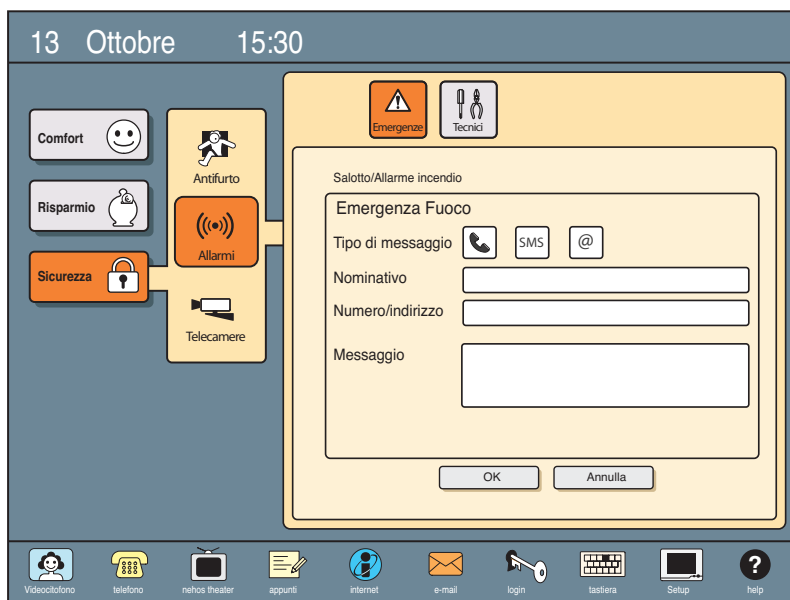 13 Ottobre 15:30
Comfort
Risparmio
€
Sicurezza
Antifurto
Allarmi
Telecamere
Emergenze
Tecnici
Salotto/Allarme incendio
Emergenza Fuoco
Tipo di messaggio SMS @
Nominativo
Numero/indirizzo
Messaggio
OK Annulla
Videocitofono telefono nehos theater appunti internet e-mail login tastiera Setup help